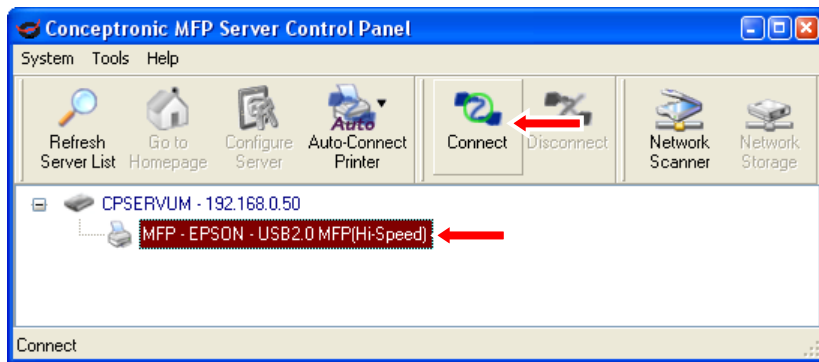 Conceptronic MFP Server Control Panel
System Tools Help
Auto
Refresh Go to Configure Auto-Connect Connect Disconnect Network Network
Server List Homepage Server Printer Scanner Storage
CPSERVUM - 192.168.0.50
MFP - EPSON - USB2.0 MFP(Hi-Speed)
Connect